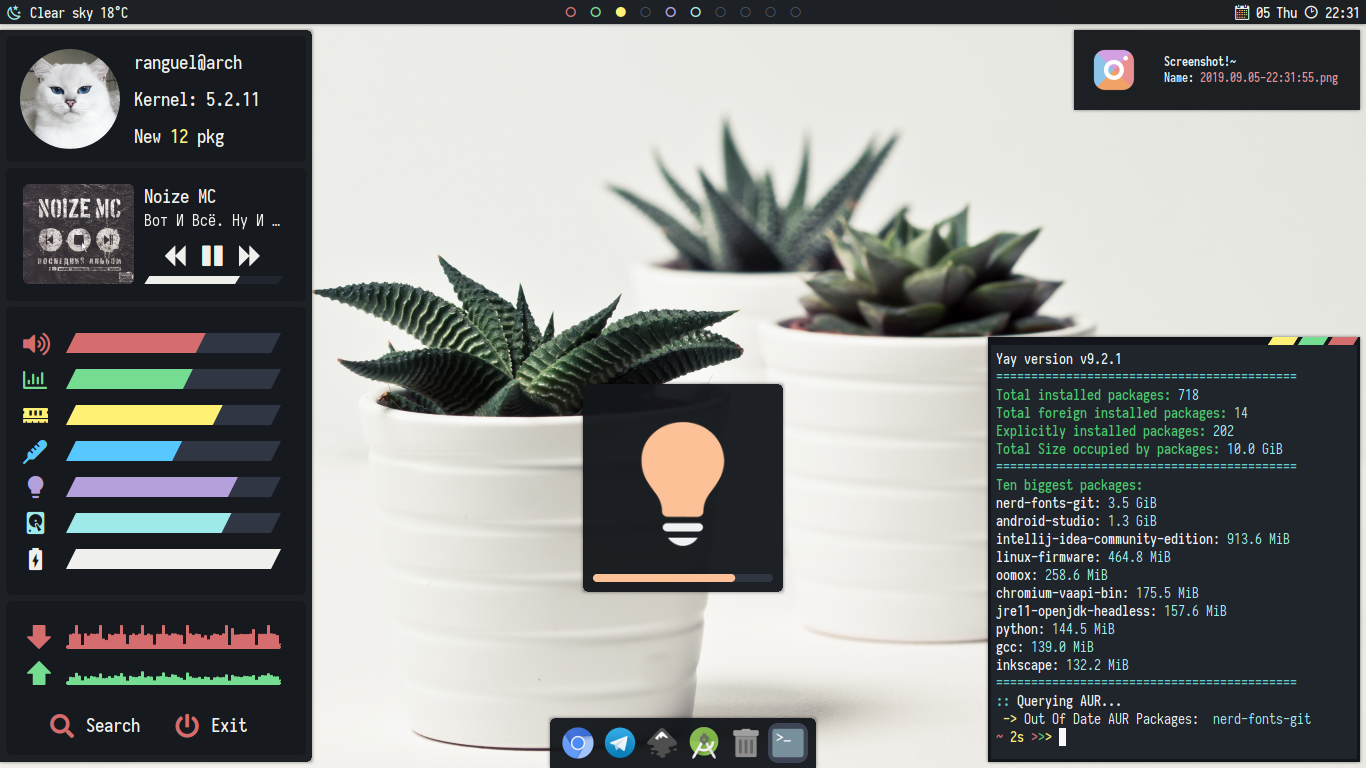 Clear sky 18°C
05 Thu 22:31
ranguel@arch
Kernel: 5.2.11
New 12 pkg
NOIZE MC
ПОСЛЕДНИЙ АЛЬБОМ
Noize MC
Вот И Всё. Ну И …
Search
Exit
Screenshot!~
Name: 2019.09.05-22:31:55.png
Yay version v9.2.1
===========================================
Total installed packages: 718
Total foreign installed packages: 14
Explicitly installed packages: 202
Total Size occupied by packages: 10.0 GiB
===========================================
Ten biggest packages:
nerd-fonts-git: 3.5 GiB
android-studio: 1.3 GiB
intellij-idea-community-edition: 913.6 MiB
linux-firmware: 464.8 MiB
oomox: 258.6 MiB
chromium-vaapi-bin: 175.5 MiB
jre11-openjdk-headless: 157.6 MiB
python: 144.5 MiB
gcc: 139.0 MiB
inkscape: 132.2 MiB
===========================================
:: Querying AUR...
-> Out Of Date AUR Packages: nerd-fonts-git
~ 2s >>>
>_